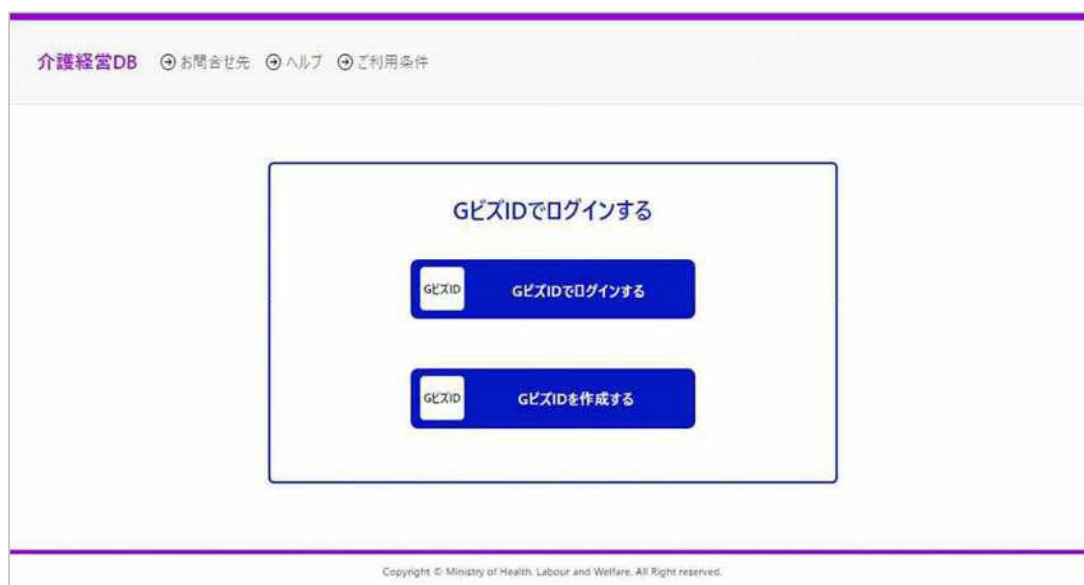 介護経営DB お問合せ先 ヘルプ ご利用条件
GビズIDでログインする
GビズID GビズIDでログインする
GビズID GビズIDを作成する
Copyright © Ministry of Health, Labour and Welfare. All Right reserved.